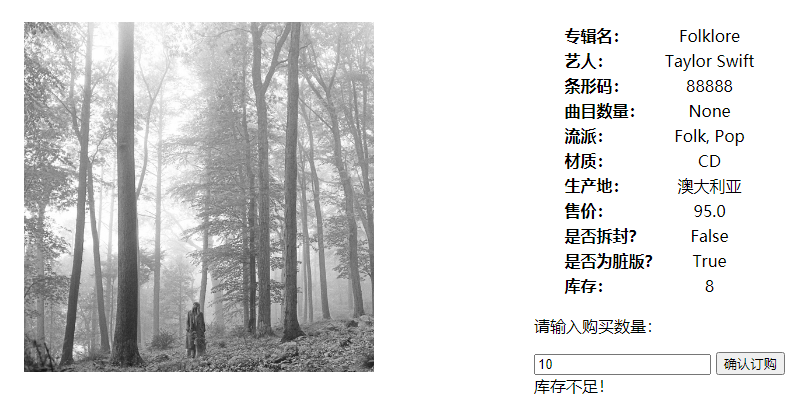 专辑名： Folklore
艺人： Taylor Swift
条形码： 88888
曲目数量： None
流派： Folk, Pop
材质： CD
生产地： 澳大利亚
售价： 95.0
是否拆封？ False
是否为脏版？ True
库存： 8
请输入购买数量：
10 确认订购
库存不足！